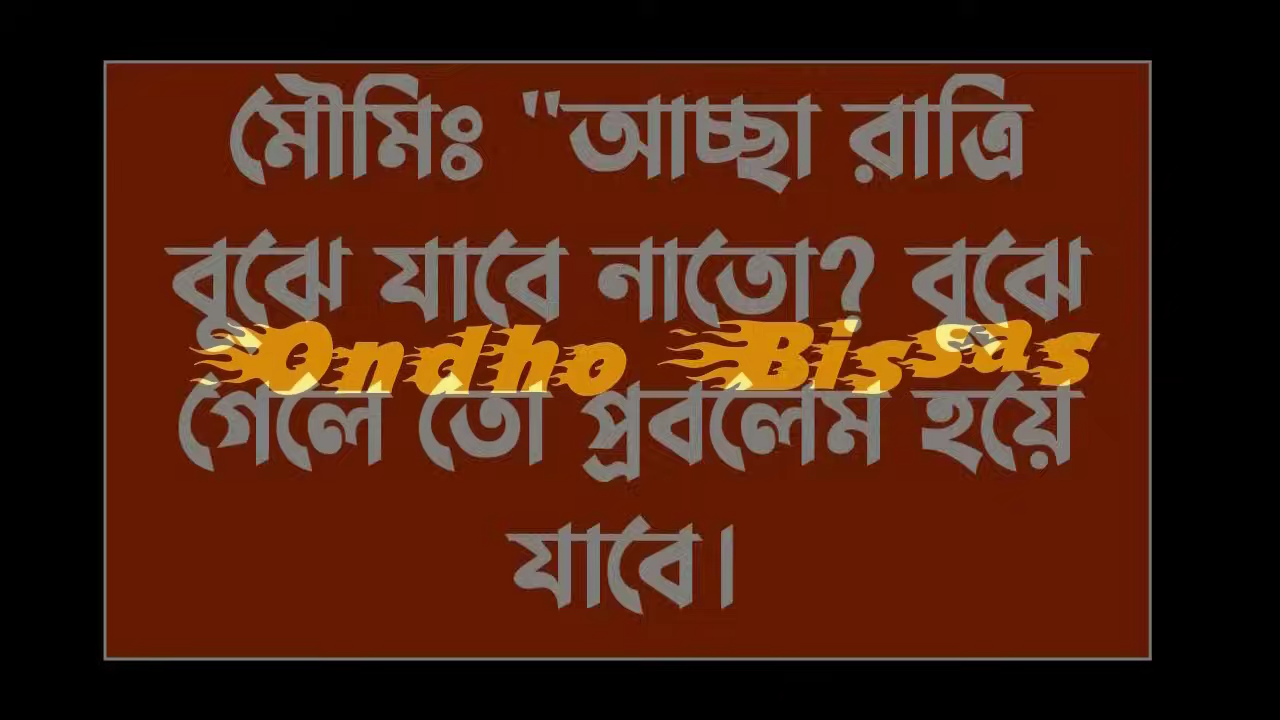 মৌমিঃ "আচ্ছা রাত্রি
বুঝে যাবে নাতো? বুঝে
Ondho Bissas
গেলে তো প্রবলেম হয়ে
যাবে।